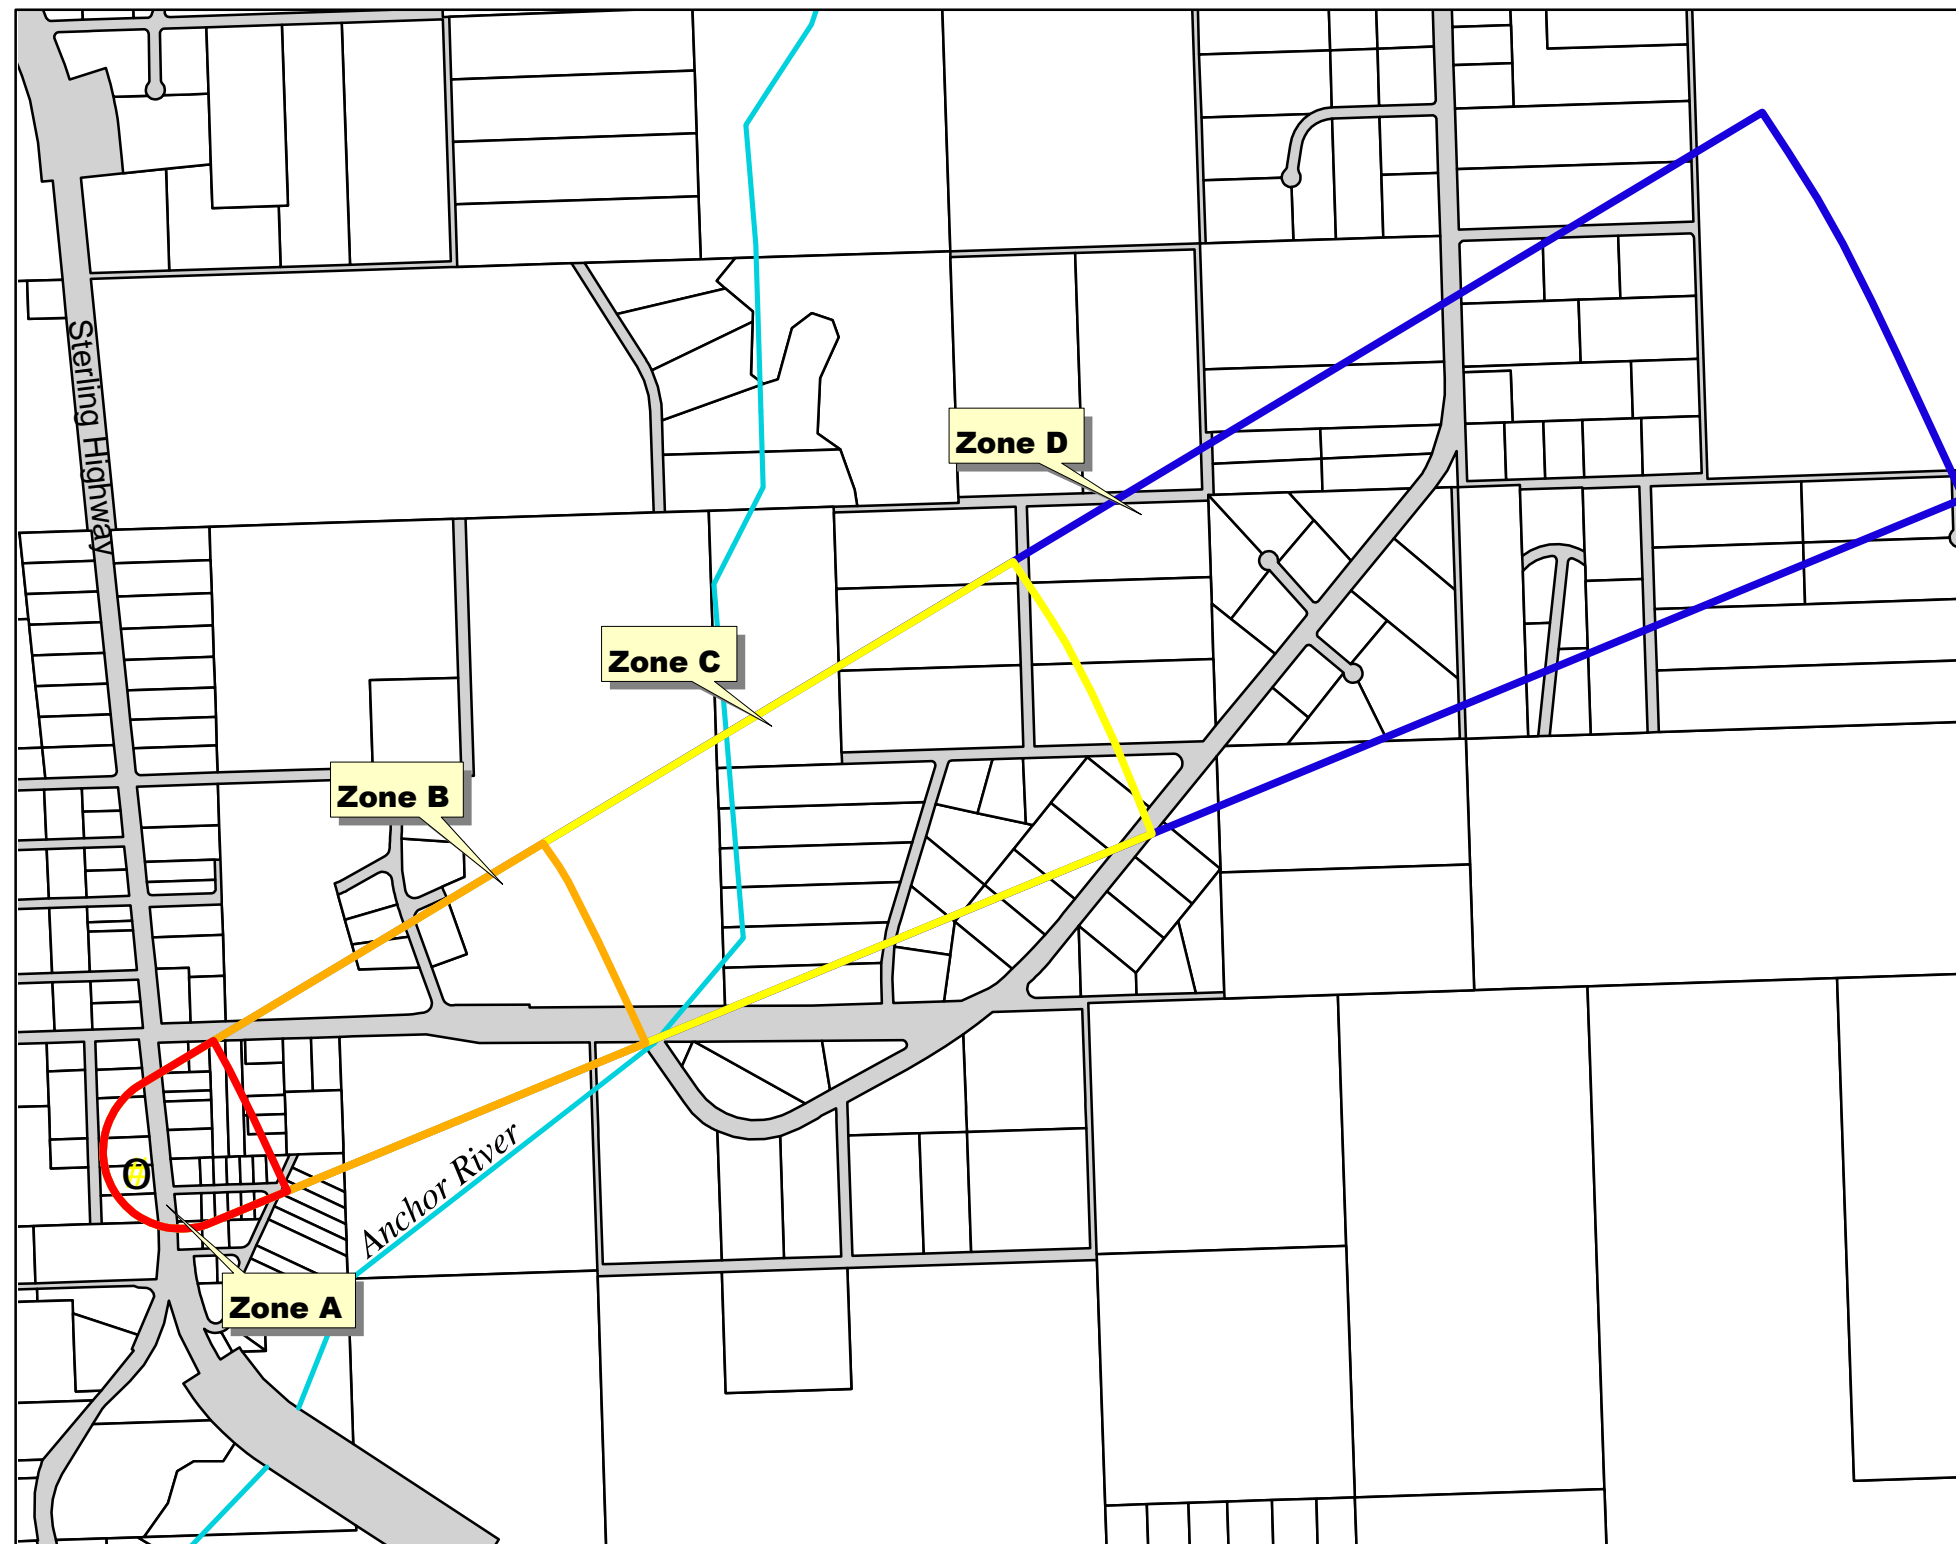 Sterling Highway
Zone D
Zone C
Zone B
Anchor River
O
Zone A